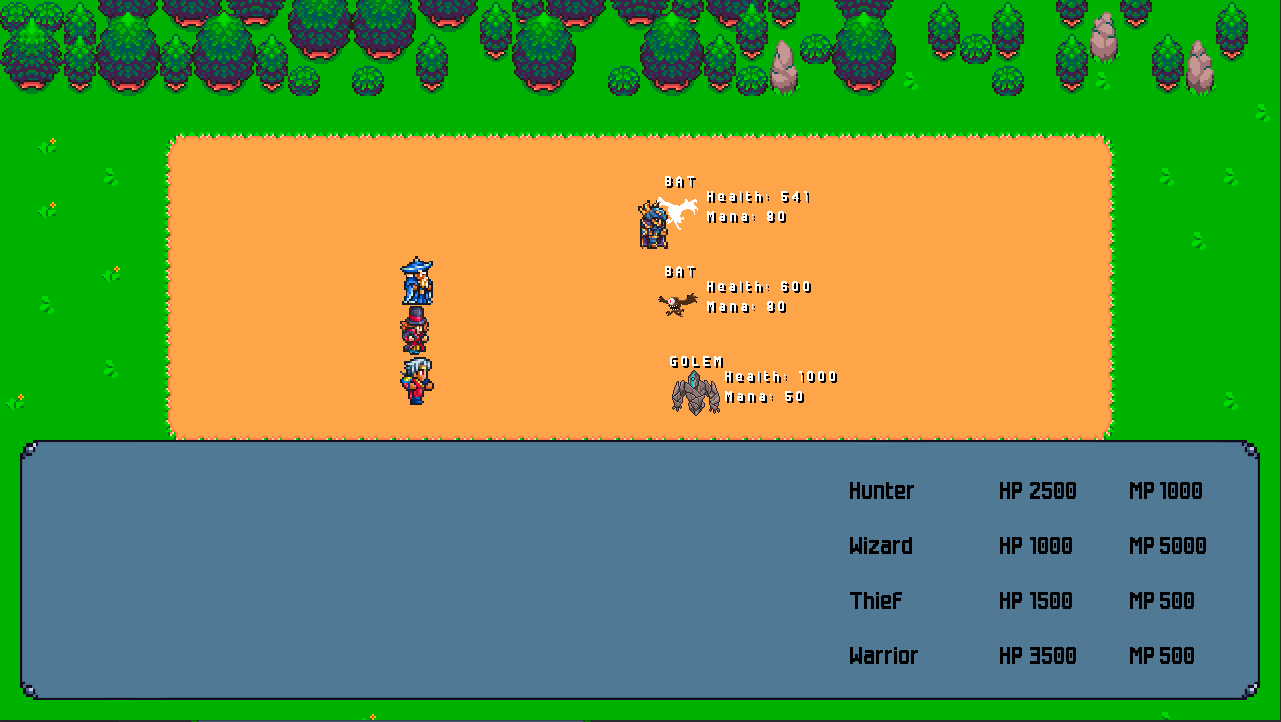 BAT
Health: 541
Mana: 80
BAT
Health: 600
Mana: 80
GOLEM
Health: 1000
Mana: 50
Hunter HP 2500 MP 1000
Wizard HP 1000 MP 5000
Thief HP 1500 MP 500
Warrior HP 3500 MP 500